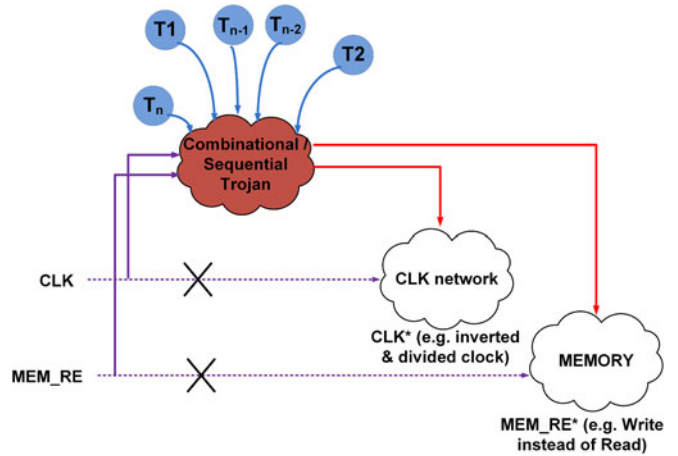 T1
Tn-1
Tn-2
T2
Tn
Combinational /
Sequential
Trojan
CLK
CLK network
CLK* (e.g. inverted
& divided clock)
MEM_RE
MEMORY
MEM_RE* (e.g. Write
instead of Read)